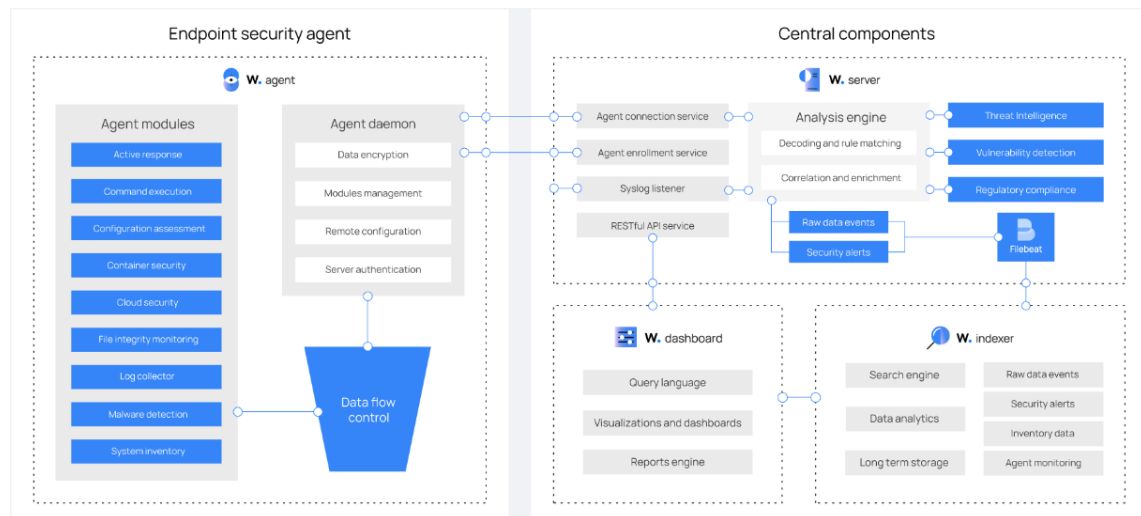 Endpoint security agent
W. agent
Agent modules
Active response
Command execution
Configuration assessment
Container security
Cloud security
File integrity monitoring
Log collector
Malware detection
System inventory
Agent daemon
Data encryption
Modules management
Remote configuration
Server authentication
Data flow
control
Central components
W. server
Agent connection service
Agent enrollment service
Syslog listener
RESTful API service
Analysis engine
Decoding and rule matching
Correlation and enrichment
Threat Intelligence
Vulnerability detection
Regulatory compliance
Raw data events
Security alerts
Filebeat
W. dashboard
Query language
Visualizations and dashboards
Reports engine
W. indexer
Search engine
Data analytics
Long term storage
Raw data events
Security alerts
Inventory data
Agent monitoring